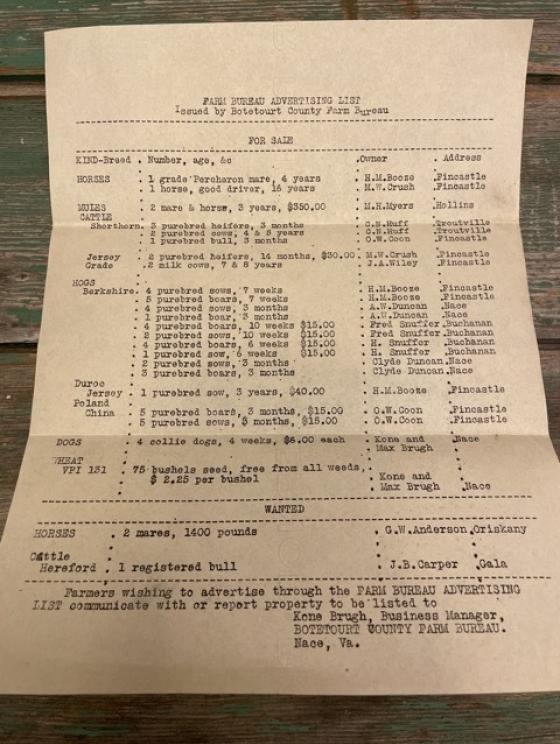 FARM BUREAU ADVERTISING LIST
Issued by Botetourt County Farm Bureau
FOR SALE
KIND-Breed . Number, age, &c .Owner . Address
HORSES . 1 grade Percheron mare, 4 years . H.M.Booze .Fincastle
. 1 horse, good driver, 16 years . M.W.Crush .Fincastle
MULES . 2 mare & horse, 3 years, $350.00 . M.H.Myers .Hollins
CATTLE
Shorthorn. 3 purebred heifers, 3 months . C.N.Huff .Troutville
. 2 purebred cows, 4 & 5 years . C.N.Huff .Troutville
. 1 purebred bull, 3 months . O.W.Coon .Fincastle
Jersey . 2 purebred heifers, 14 months, $30.00. M.W.Crush .Fincastle
Grade . 2 milk cows, 7 & 8 years . J.A.Wiley .Fincastle
HOGS
Berkshire. 4 purebred sows, 7 weeks . H.M.Booze .Fincastle
. 5 purebred boars, 7 weeks . H.M.Booze .Fincastle
. 4 purebred sows, 3 months . A.W.Duncan .Nace
. 1 purebred boar, 3 months . A.W.Duncan .Nace
. 4 purebred boars, 10 weeks $15.00 . Fred Snuffer.Buchanan
. 2 purebred sows, 10 weeks $15.00 . Fred Snuffer.Buchanan
. 4 purebred boars, 6 weeks $15.00 . H. Snuffer .Buchanan
. 1 purebred sow, 6 weeks $15.00 . H. Snuffer .Buchanan
. 2 purebred sows, 3 months . Clyde Duncan.Nace
. 3 purebred boars, 3 months . Clyde Duncan.Nace
Duroc
Jersey . 1 purebred sow, 3 years, $40.00 . H.M.Booze .Fincastle
Poland
China . 5 purebred boars, 3 months, $15.00 . O.W.Coon .Fincastle
. 5 purebred sows, 3 months, $15.00 . O.W.Coon .Fincastle
DOGS . 4 collie dogs, 4 weeks, $6.00 each . Kone and .Nace
Max Brugh
WHEAT
VPI 131 . 75 bushels seed, free from all weeds,
$ 2.25 per bushel . Kone and
. Max Brugh .Nace
WANTED
HORSES . 2 mares, 1400 pounds . G.W.Anderson.Oriskany
Cattle
Hereford . 1 registered bull . J.B.Carper .Gala
Farmers wishing to advertise through the FARM BUREAU ADVERTISING
LIST communicate with or report property to be listed to
Kone Brugh, Business Manager,
BOTETOURT COUNTY FARM BUREAU.
Nace, Va.